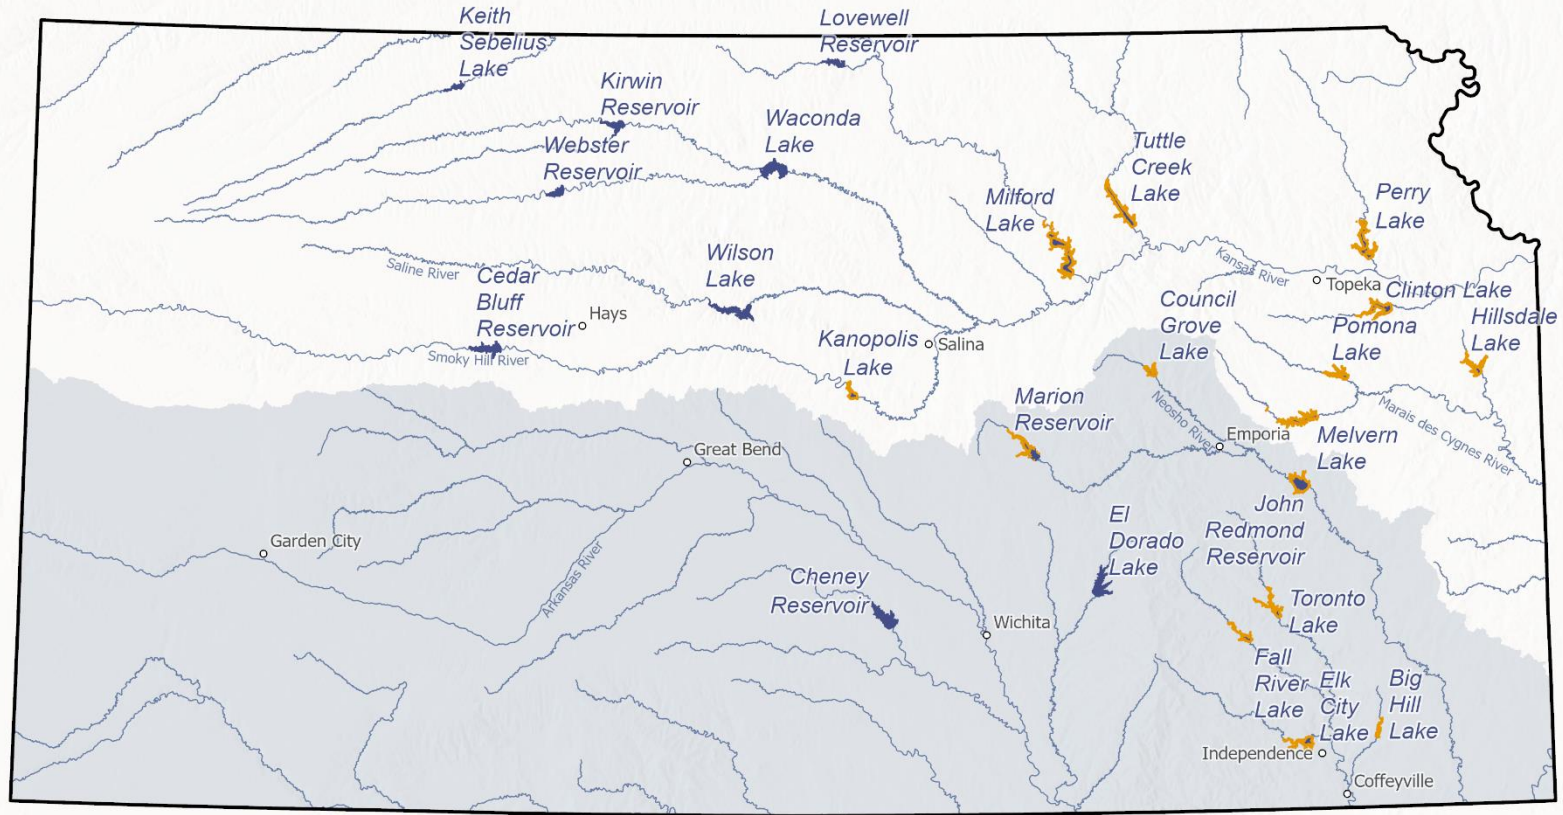 Keith
Sebelius
Lake
Lovewell
Reservoir
Kirwin
Reservoir
Webster
Reservoir
Waconda
Lake
Tuttle
Creek
Lake
Milford
Lake
Perry
Lake
Wilson
Lake
Saline River
Cedar
Bluff
Reservoir
Hays
Smoky Hill River
Kansas River
Topeka
Clinton Lake
Council
Grove
Lake
Pomona
Lake
Hillsdale
Lake
Kanopolis
Lake
Salina
Marion
Reservoir
Neosho River
Emporia
Marais des Cygnes River
Melvern
Lake
Great Bend
Garden City
Arkansas River
John
Redmond
Reservoir
El
Dorado
Lake
Cheney
Reservoir
Wichita
Toronto
Lake
Fall
River
Lake
Elk
City
Lake
Big
Hill
Lake
Independence
Coffeyville